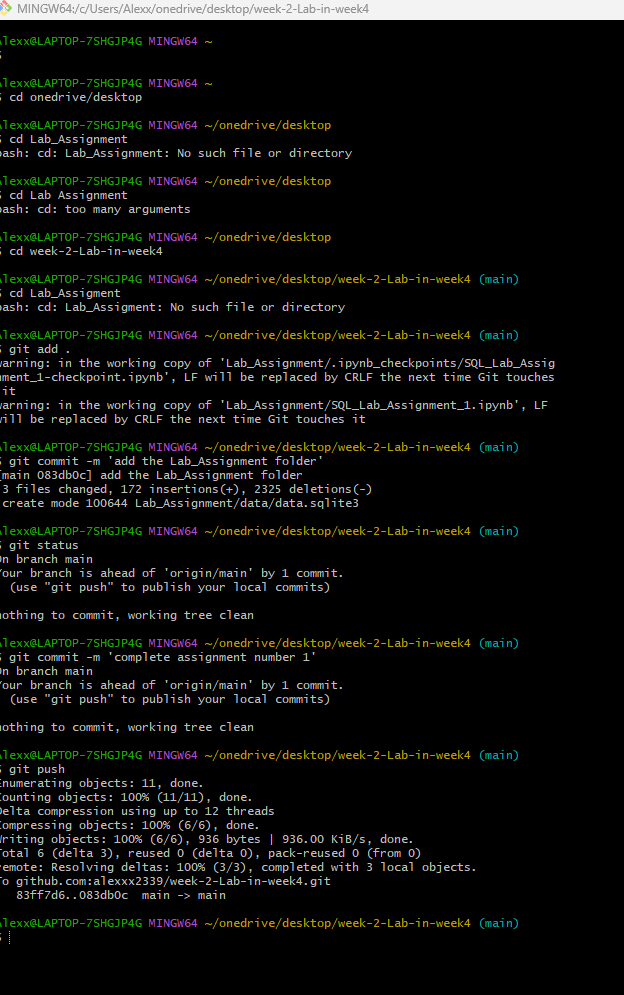 MINGW64:/c/Users/Alexx/onedrive/desktop/week-2-Lab-in-week4
Alexx@LAPTOP-7SHGJP4G MINGW64 ~
$
Alexx@LAPTOP-7SHGJP4G MINGW64 ~
$ cd onedrive/desktop
Alexx@LAPTOP-7SHGJP4G MINGW64 ~/onedrive/desktop
$ cd Lab_Assignment
bash: cd: Lab_Assignment: No such file or directory
Alexx@LAPTOP-7SHGJP4G MINGW64 ~/onedrive/desktop
$ cd Lab Assignment
bash: cd: too many arguments
Alexx@LAPTOP-7SHGJP4G MINGW64 ~/onedrive/desktop
$ cd week-2-Lab-in-week4
Alexx@LAPTOP-7SHGJP4G MINGW64 ~/onedrive/desktop/week-2-Lab-in-week4 (main)
$ cd Lab_Assigment
bash: cd: Lab_Assigment: No such file or directory
Alexx@LAPTOP-7SHGJP4G MINGW64 ~/onedrive/desktop/week-2-Lab-in-week4 (main)
$ git add .
warning: in the working copy of 'Lab_Assignment/.ipynb_checkpoints/SQL_Lab_Assig
nment_1-checkpoint.ipynb', LF will be replaced by CRLF the next time Git touches
it
warning: in the working copy of 'Lab_Assignment/SQL_Lab_Assignment_1.ipynb', LF
will be replaced by CRLF the next time Git touches it
Alexx@LAPTOP-7SHGJP4G MINGW64 ~/onedrive/desktop/week-2-Lab-in-week4 (main)
$ git commit -m 'add the Lab_Assignment folder'
[main 083db0c] add the Lab_Assignment folder
3 files changed, 172 insertions(+), 2325 deletions(-)
create mode 100644 Lab_Assignment/data/data.sqlite3
Alexx@LAPTOP-7SHGJP4G MINGW64 ~/onedrive/desktop/week-2-Lab-in-week4 (main)
$ git status
On branch main
Your branch is ahead of 'origin/main' by 1 commit.
(use "git push" to publish your local commits)
nothing to commit, working tree clean
Alexx@LAPTOP-7SHGJP4G MINGW64 ~/onedrive/desktop/week-2-Lab-in-week4 (main)
$ git commit -m 'complete assignment number 1'
On branch main
Your branch is ahead of 'origin/main' by 1 commit.
(use "git push" to publish your local commits)
nothing to commit, working tree clean
Alexx@LAPTOP-7SHGJP4G MINGW64 ~/onedrive/desktop/week-2-Lab-in-week4 (main)
$ git push
Enumerating objects: 11, done.
Counting objects: 100% (11/11), done.
Delta compression using up to 12 threads
Compressing objects: 100% (6/6), done.
Writing objects: 100% (6/6), 936 bytes | 936.00 KiB/s, done.
Total 6 (delta 3), reused 0 (delta 0), pack-reused 0 (from 0)
remote: Resolving deltas: 100% (3/3), completed with 3 local objects.
To github.com:alexxx2339/week-2-Lab-in-week4.git
83ff7d6..083db0c main -> main
Alexx@LAPTOP-7SHGJP4G MINGW64 ~/onedrive/desktop/week-2-Lab-in-week4 (main)
$